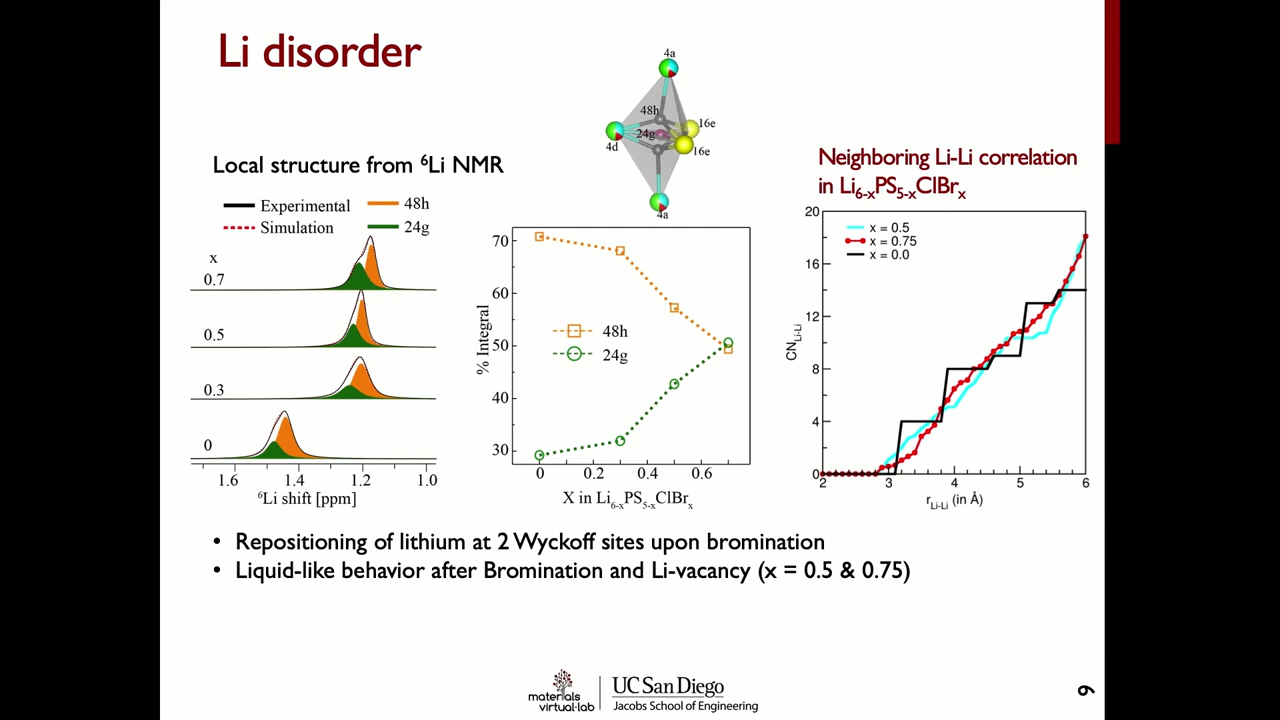 Li disorder
4a
48h
16e
24g
4d
16e
4a
Local structure from ⁶Li NMR
Experimental
48h
Simulation
24g
x
0.7
0.5
0.3
0
1.6
1.4
1.2
1.0
⁶Li shift [ppm]
70
60
50
40
30
% Integral
48h
24g
0
0.2
0.4
0.6
X in Li₆₋ₓPS₅₋ₓClBrₓ
Neighboring Li-Li correlation
in Li₆₋ₓPS₅₋ₓClBrₓ
20
16
12
8
4
0
CN Li-Li
x = 0.5
x = 0.75
x = 0.0
2
3
4
5
6
r Li-Li (in Å)
• Repositioning of lithium at 2 Wyckoff sites upon bromination
• Liquid-like behavior after Bromination and Li-vacancy (x = 0.5 & 0.75)
materials
virtual·lab
UC San Diego
Jacobs School of Engineering
9